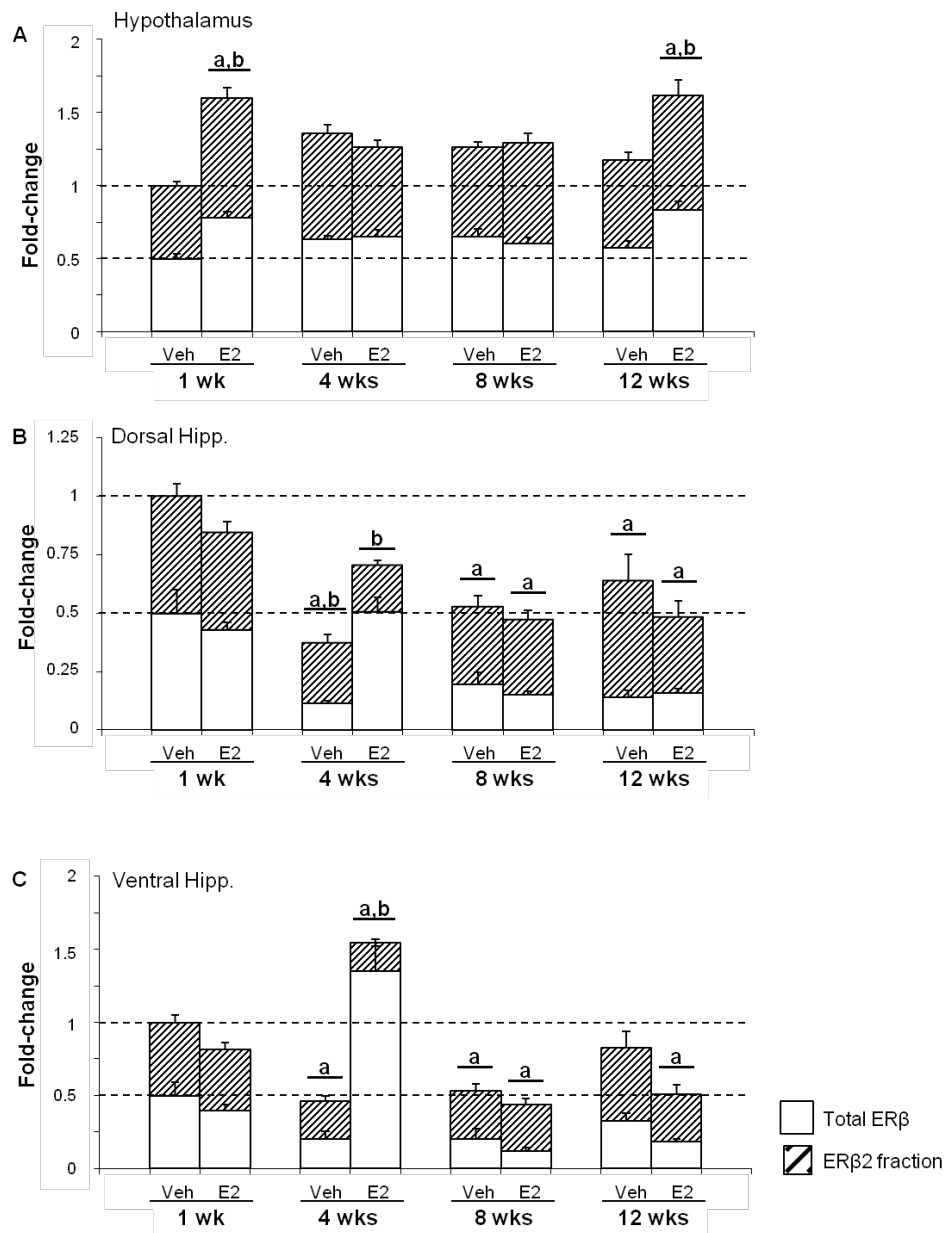 A
Hypothalamus
2
1.5
1
0.5
0
Fold-change
a,b
a,b
Veh E2 Veh E2 Veh E2 Veh E2
1 wk 4 wks 8 wks 12 wks
B
Dorsal Hipp.
1.25
1
0.75
0.5
0.25
0
Fold-change
a,b
b
a
a
a
a
Veh E2 Veh E2 Veh E2 Veh E2
1 wk 4 wks 8 wks 12 wks
C
Ventral Hipp.
2
1.5
1
0.5
0
Fold-change
a
a,b
a
a
a
Veh E2 Veh E2 Veh E2 Veh E2
1 wk 4 wks 8 wks 12 wks
Total ERβ
ERβ2 fraction